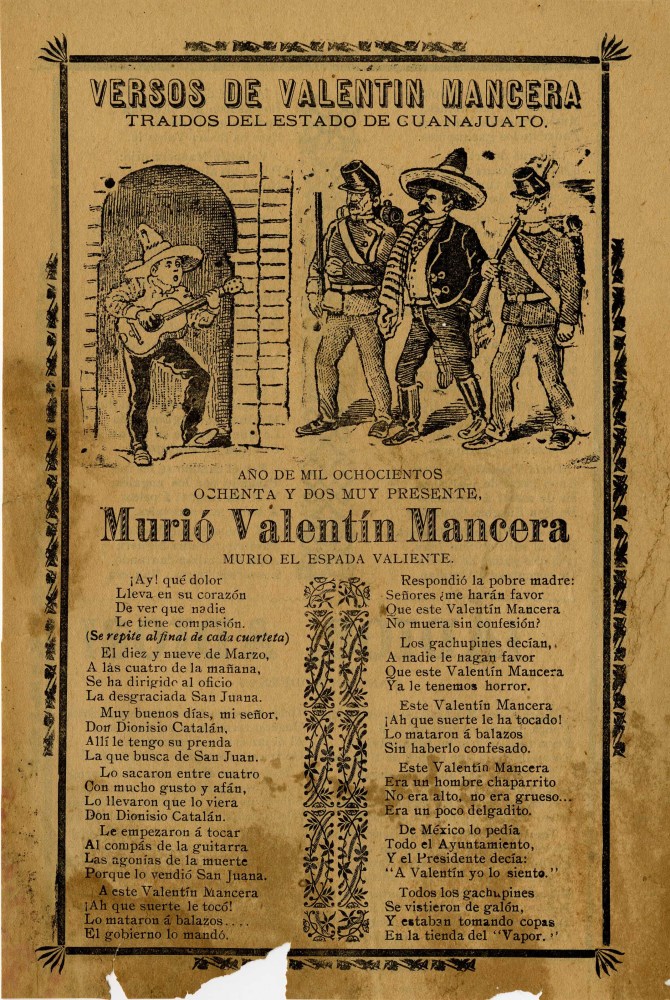 VERSOS DE VALENTIN MANCERA
TRAIDOS DEL ESTADO DE GUANAJUATO.
AÑO DE MIL OCHOCIENTOS
OCHENTA Y DOS MUY PRESENTE,
Murió Valentín Mancera
MURIO EL ESPADA VALIENTE.
¡Ay! qué dolor
Lleva en su corazón
De ver que nadie
Le tiene compasión.
(Se repite al final de cada cuarteta)
El diez y nueve de Marzo,
A las cuatro de la mañana,
Se ha dirigido al oficio
La desgraciada San Juana.
Muy buenos días, mi señor,
Don Dionisio Catalán,
Allí le tengo su prenda
La que busca de San Juan.
Lo sacaron entre cuatro
Con mucho gusto y afán,
Lo llevaron que lo viera
Don Dionisio Catalán.
Le empezaron á tocar
Al compás de la guitarra
Las agonías de la muerte
Porque lo vendió San Juana.
A este Valentín Mancera
¡Ah que suerte le tocó!
Lo mataron á balazos....
El gobierno lo mandó.
Respondió la pobre madre:
Señores ¿me harán favor
Que este Valentín Mancera
No muera sin confesión?
Los gachupines decían,
A nadie le hagan favor
Que este Valentín Mancera
Ya le tenemos horror.
Este Valentín Mancera
¡Ah que suerte le ha tocado!
Lo mataron á balazos
Sin haberlo confesado.
Este Valentín Mancera
Era un hombre chaparrito
No era alto, no era grueso...
Era un poco delgadito.
De México lo pedía
Todo el Ayuntamiento,
Y el Presidente decía:
"A Valentín yo lo siento."
Todos los gachupines
Se vistieron de galón,
Y estaban tomando copas
En la tienda del "Vapor."